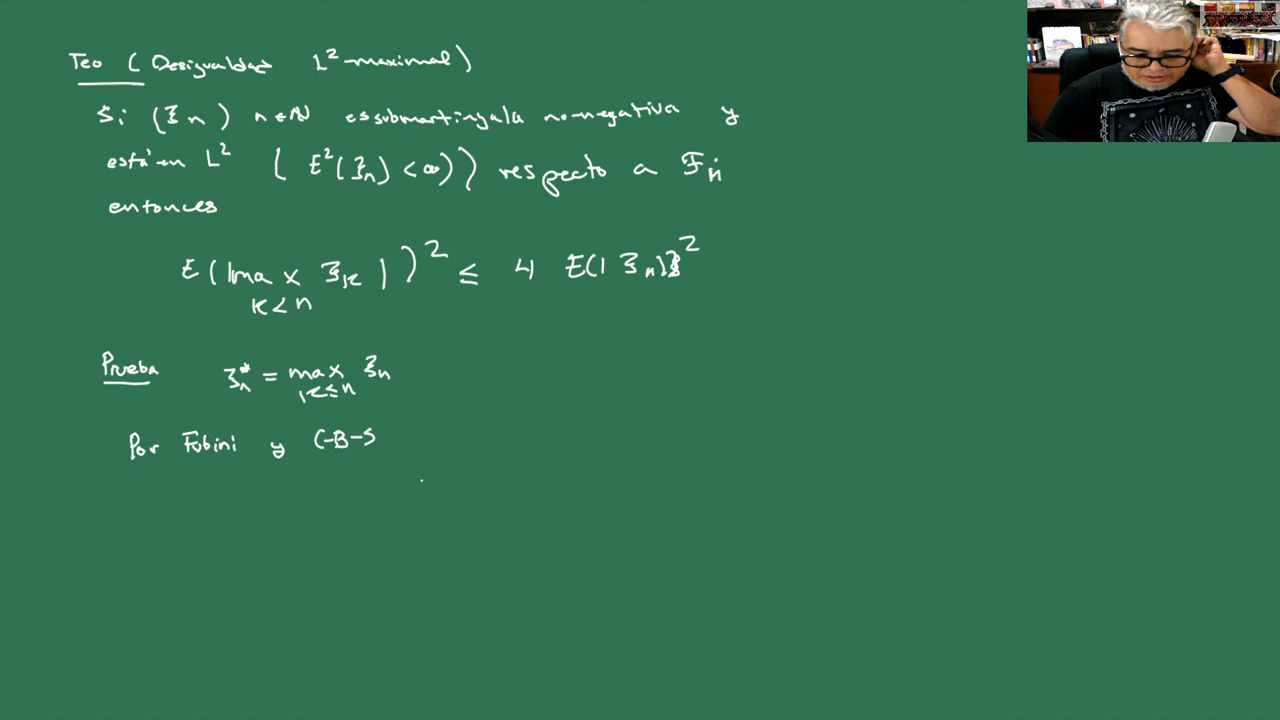 Teo (Desigualdad L²-maximal)
Si (ξn) n∈ℕ es submartingala no-negativa y
está en L² (E²(ξn) < ∞)) respecto a ℱn
entonces
E(|max ξk|)² ≤ 4 E(|ξn|)²
k<n
Prueba ξn* = max ξn
k≤n
Por Fubini y C-B-S